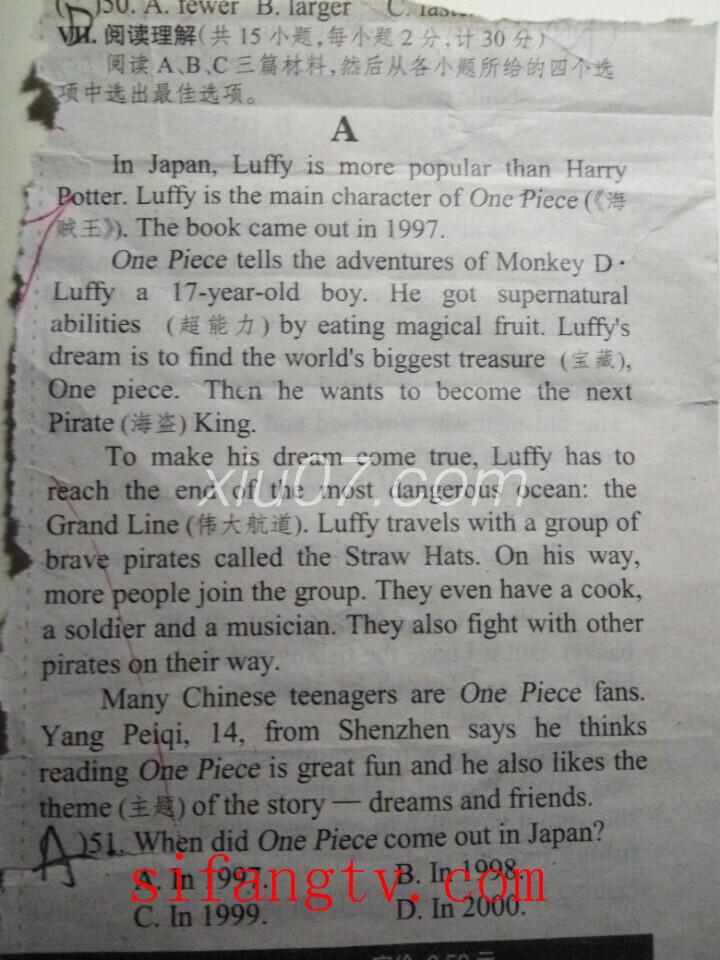 ( )50. A. fewer B. larger C. faste
D
VII. 阅读理解(共 15 小题,每小题 2 分,计 30 分)
阅读 A、B、C 三篇材料,然后从各小题所给的四个选
项中选出最佳选项。
A
In Japan, Luffy is more popular than Harry
Potter. Luffy is the main character of One Piece (《海
贼王》). The book came out in 1997.
One Piece tells the adventures of Monkey D·
Luffy a 17-year-old boy. He got supernatural
abilities (超能力) by eating magical fruit. Luffy's
dream is to find the world's biggest treasure (宝藏),
One piece. Then he wants to become the next
Pirate (海盗) King.
To make his dream come true, Luffy has to
xiu07.com
reach the end of the most dangerous ocean: the
Grand Line (伟大航道). Luffy travels with a group of
brave pirates called the Straw Hats. On his way,
more people join the group. They even have a cook,
a soldier and a musician. They also fight with other
pirates on their way.
Many Chinese teenagers are One Piece fans.
Yang Peiqi, 14, from Shenzhen says he thinks
reading One Piece is great fun and he also likes the
theme (主题) of the story — dreams and friends.
A )51. When did One Piece come out in Japan?
A. In 1997. B. In 1998.
sifangtv.com
C. In 1999. D. In 2000.